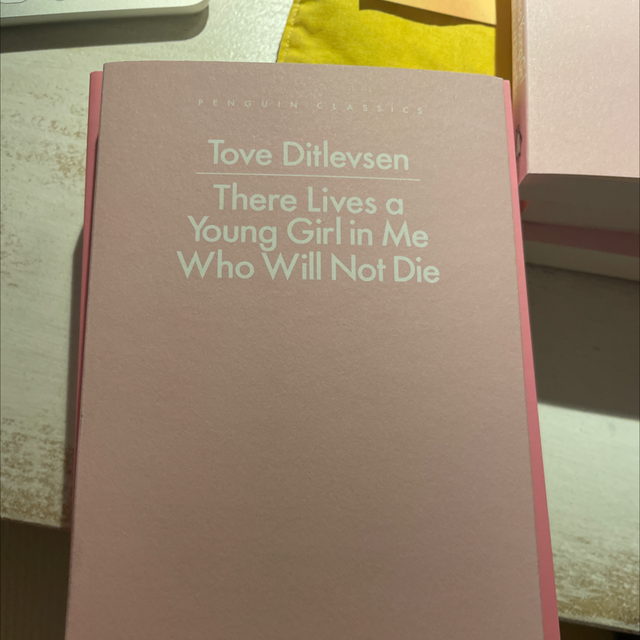 PENGUIN CLASSICS
Tove Ditlevsen
There Lives a
Young Girl in Me
Who Will Not Die